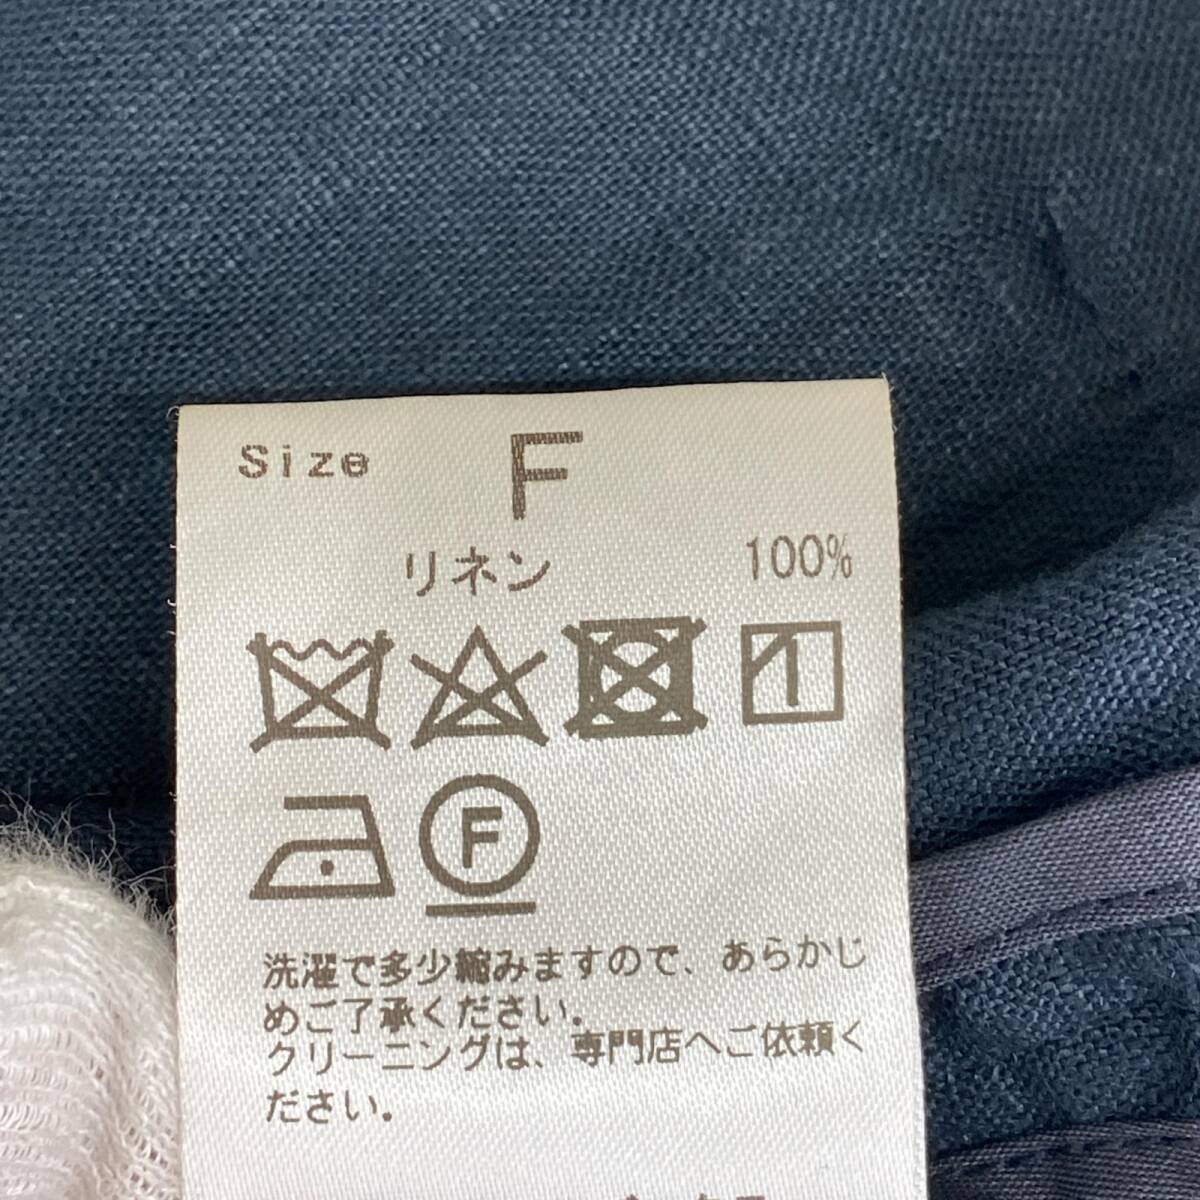 Size F
リネン 100%
F
洗濯で多少縮みますので、あらかじ
めご了承ください。
クリーニングは、専門店へご依頼く
ださい。